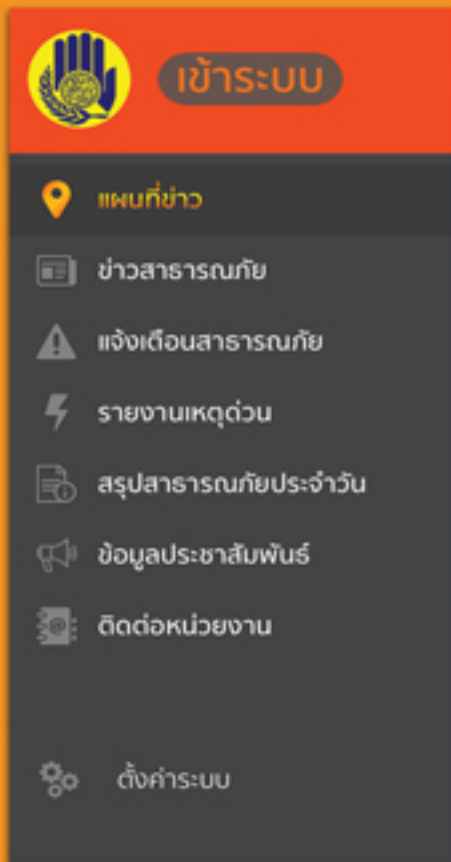 เข้าระบบ
แผนที่ข่าว
ข่าวสาธารณภัย
แจ้งเตือนสาธารณภัย
รายงานเหตุด่วน
สรุปสาธารณภัยประจำวัน
ข้อมูลประชาสัมพันธ์
ติดต่อหน่วยงาน
ตั้งค่าระบบ